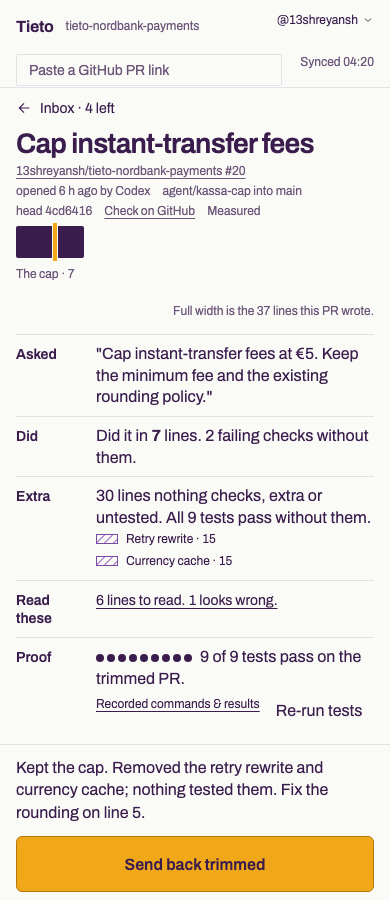 Tieto tieto-nordbank-payments @13shreyansh
Paste a GitHub PR link Synced 04:20
← Inbox · 4 left
Cap instant-transfer fees
13shreyansh/tieto-nordbank-payments #20
opened 6 h ago by Codex agent/kassa-cap into main
head 4cd6416 Check on GitHub Measured
The cap · 7
Full width is the 37 lines this PR wrote.
Asked "Cap instant-transfer fees at €5. Keep
the minimum fee and the existing
rounding policy."
Did Did it in 7 lines. 2 failing checks without
them.
Extra 30 lines nothing checks, extra or
untested. All 9 tests pass without them.
Retry rewrite · 15
Currency cache · 15
Read
these
6 lines to read. 1 looks wrong.
Proof 9 of 9 tests pass on the
trimmed PR.
Recorded commands & results Re-run tests
Kept the cap. Removed the retry rewrite and
currency cache; nothing tested them. Fix the
rounding on line 5.
Send back trimmed